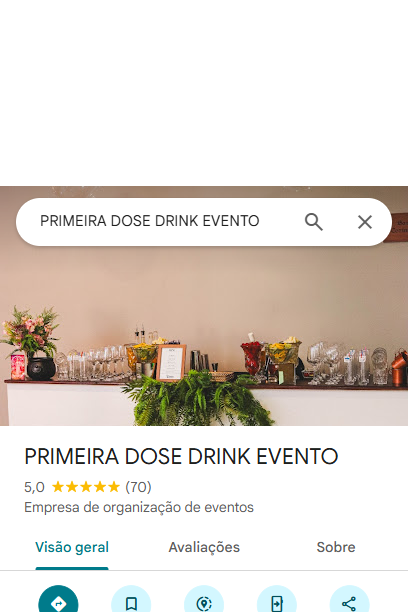 PRIMEIRA DOSE DRINK EVENTO
PRIMEIRA DOSE DRINK EVENTO
5,0 (70)
Empresa de organização de eventos
Visão geral Avaliações Sobre